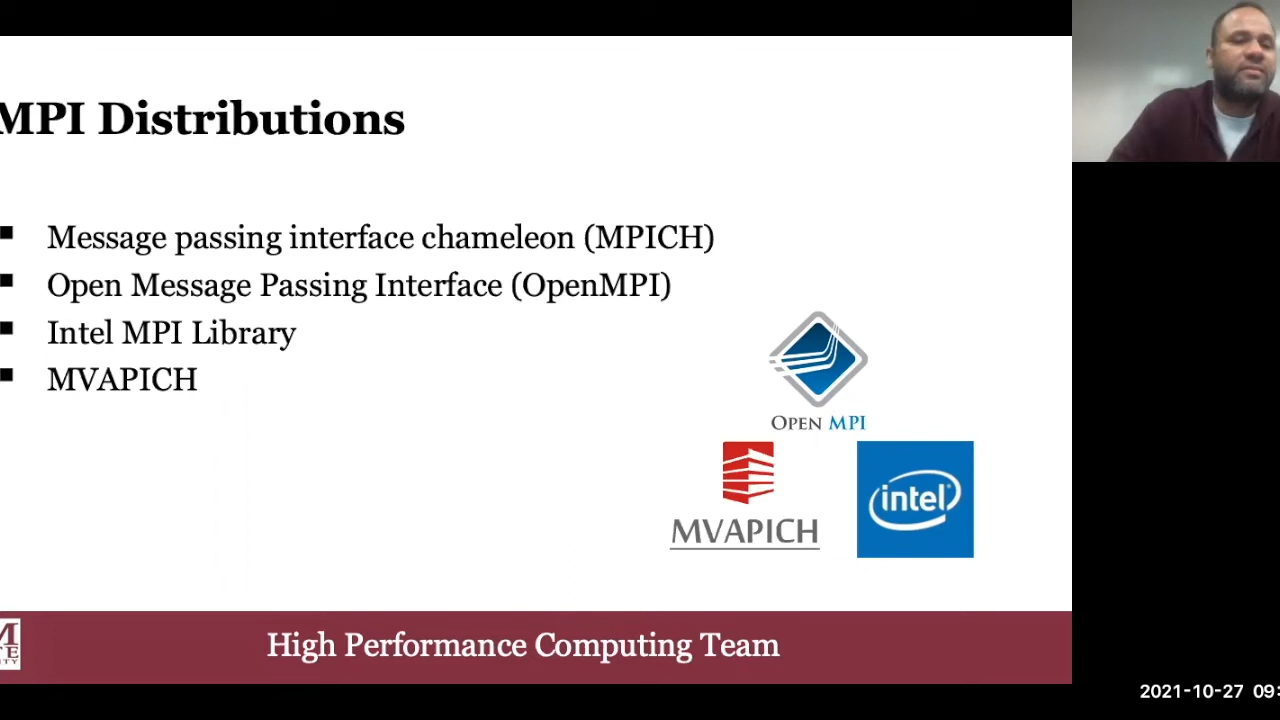 MPI Distributions
Message passing interface chameleon (MPICH)
Open Message Passing Interface (OpenMPI)
Intel MPI Library
MVAPICH
OPEN MPI
MVAPICH
intel
High Performance Computing Team
2021-10-27 09: